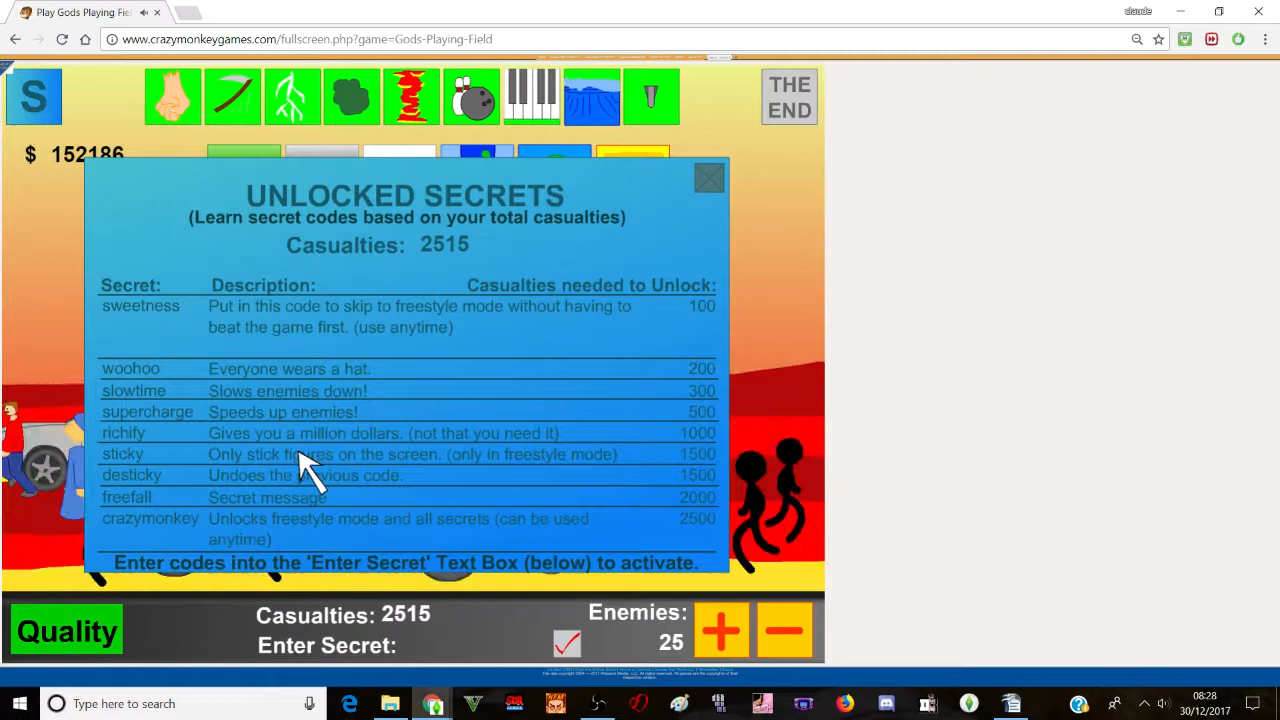 Play Gods Playing Field
www.crazymonkeygames.com/fullscreen.php?game=Gods-Playing-Field
S
THE
END
$ 152186
UNLOCKED SECRETS
(Learn secret codes based on your total casualties)
Casualties: 2515
Secret: Description: Casualties needed to Unlock:
sweetness Put in this code to skip to freestyle mode without having to 100
beat the game first. (use anytime)
woohoo Everyone wears a hat. 200
slowtime Slows enemies down! 300
supercharge Speeds up enemies! 500
richify Gives you a million dollars. (not that you need it) 1000
sticky Only stick figures on the screen. (only in freestyle mode) 1500
desticky Undoes the previous code. 1500
freefall Secret message 2000
crazymonkey Unlocks freestyle mode and all secrets (can be used 2500
anytime)
Enter codes into the 'Enter Secret' Text Box (below) to activate.
Quality
Casualties: 2515
Enter Secret:
Enemies:
25
Type here to search
08:28
30/12/2017